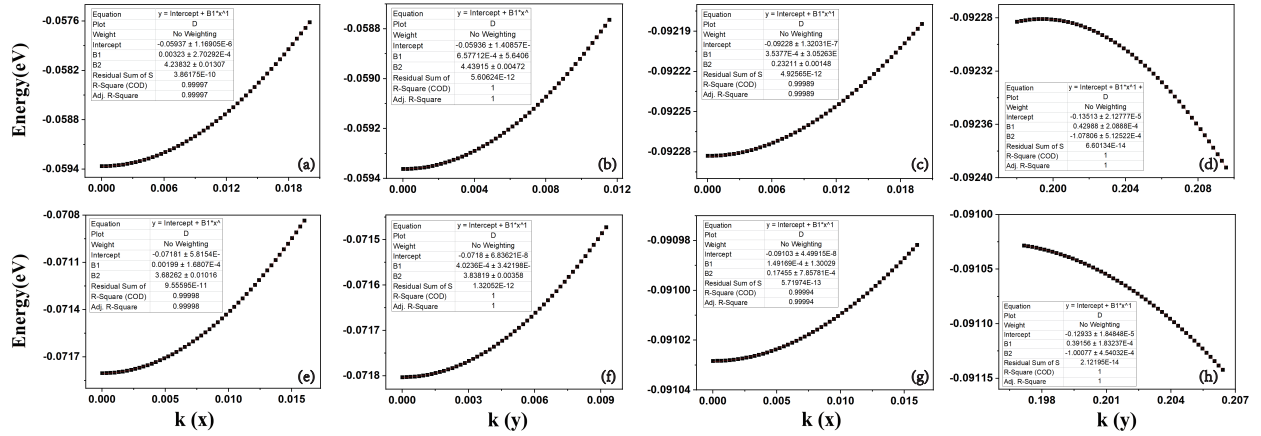 Energy(eV)
-0.0576
-0.0582
-0.0588
-0.0594
0.000 0.006 0.012 0.018
Equation y = Intercept + B1*x^1
Plot D
Weight No Weighting
Intercept -0.05937 ± 1.16905E-6
B1 0.00323 ± 2.70292E-4
B2 4.23832 ± 0.01307
Residual Sum of S 3.86175E-10
R-Square (COD) 0.99997
Adj. R-Square 0.99997
(a)
-0.0588
-0.0590
-0.0592
-0.0594
0.000 0.004 0.008 0.012
Equation y = Intercept + B1*x^
Plot D
Weight No Weighting
Intercept -0.05936 ± 1.40857E-
B1 6.57712E-4 ± 5.6406
B2 4.43915 ± 0.00472
Residual Sum of 5.60624E-12
R-Square (COD) 1
Adj. R-Square 1
(b)
-0.09219
-0.09222
-0.09225
-0.09228
0.000 0.006 0.012 0.018
Equation y = Intercept + B1*x^1
Plot D
Weight No Weighting
Intercept -0.09228 ± 1.32031E-7
B1 3.5377E-4 ± 3.05263E
B2 0.23211 ± 0.00148
Residual Sum of S 4.92565E-12
R-Square (COD) 0.99989
Adj. R-Square 0.99989
(c)
-0.09228
-0.09232
-0.09236
-0.09240
0.200 0.204 0.208
Equation y = Intercept + B1*x^1 +
Plot D
Weight No Weighting
Intercept -0.13513 ± 2.12777E-5
B1 0.42988 ± 2.0888E-4
B2 -1.07806 ± 5.12522E-4
Residual Sum of S 6.60134E-14
R-Square (COD) 1
Adj. R-Square 1
(d)
Energy(eV)
-0.0708
-0.0711
-0.0714
-0.0717
0.000 0.005 0.010 0.015
k (x)
Equation y = Intercept + B1*x^
Plot D
Weight No Weighting
Intercept -0.07181 ± 5.8154E-
B1 0.00199 ± 1.6807E-4
B2 3.68262 ± 0.01016
Residual Sum of 9.55595E-11
R-Square (COD) 0.99998
Adj. R-Square 0.99998
(e)
-0.0715
-0.0716
-0.0717
-0.0718
0.000 0.003 0.006 0.009
k (y)
Equation y = Intercept + B1*x^1
Plot D
Weight No Weighting
Intercept -0.0718 ± 6.83621E-8
B1 4.0236E-4 ± 3.42198E-
B2 3.83819 ± 0.00358
Residual Sum of S 1.32052E-12
R-Square (COD) 1
Adj. R-Square 1
(f)
-0.09098
-0.09100
-0.09102
-0.09104
0.000 0.005 0.010 0.015
k (x)
Equation y = Intercept + B1*x^1
Plot D
Weight No Weighting
Intercept -0.09103 ± 4.49915E-8
B1 1.49169E-4 ± 1.30029
B2 0.17455 ± 7.85781E-4
Residual Sum of S 5.71974E-13
R-Square (COD) 0.99994
Adj. R-Square 0.99994
(g)
-0.09100
-0.09105
-0.09110
-0.09115
0.198 0.201 0.204 0.207
k (y)
Equation y = Intercept + B1*x^1
Plot D
Weight No Weighting
Intercept -0.12933 ± 1.84848E-5
B1 0.39156 ± 1.83237E-4
B2 -1.00077 ± 4.54032E-4
Residual Sum of S 2.12195E-14
R-Square (COD) 1
Adj. R-Square 1
(h)